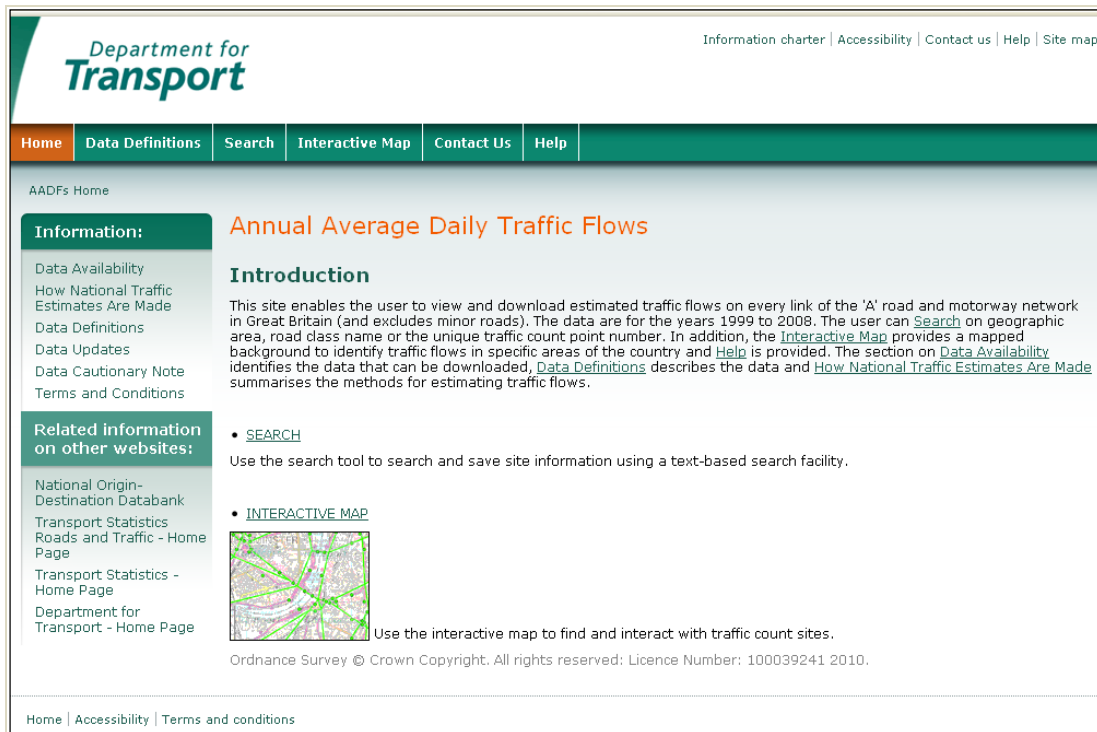 Department for
Transport
Information charter | Accessibility | Contact us | Help | Site map
Home
Data Definitions
Search
Interactive Map
Contact Us
Help
AADFs Home
Information:
Data Availability
How National Traffic
Estimates Are Made
Data Definitions
Data Updates
Data Cautionary Note
Terms and Conditions
Related information
on other websites:
National Origin-
Destination Databank
Transport Statistics
Roads and Traffic - Home
Page
Transport Statistics -
Home Page
Department for
Transport - Home Page
Annual Average Daily Traffic Flows
Introduction
This site enables the user to view and download estimated traffic flows on every link of the 'A' road and motorway network
in Great Britain (and excludes minor roads). The data are for the years 1999 to 2008. The user can Search on geographic
area, road class name or the unique traffic count point number. In addition, the Interactive Map provides a mapped
background to identify traffic flows in specific areas of the country and Help is provided. The section on Data Availability
identifies the data that can be downloaded, Data Definitions describes the data and How National Traffic Estimates Are Made
summarises the methods for estimating traffic flows.
• SEARCH
Use the search tool to search and save site information using a text-based search facility.
• INTERACTIVE MAP
Use the interactive map to find and interact with traffic count sites.
Ordnance Survey © Crown Copyright. All rights reserved: Licence Number: 100039241 2010.
Home | Accessibility | Terms and conditions